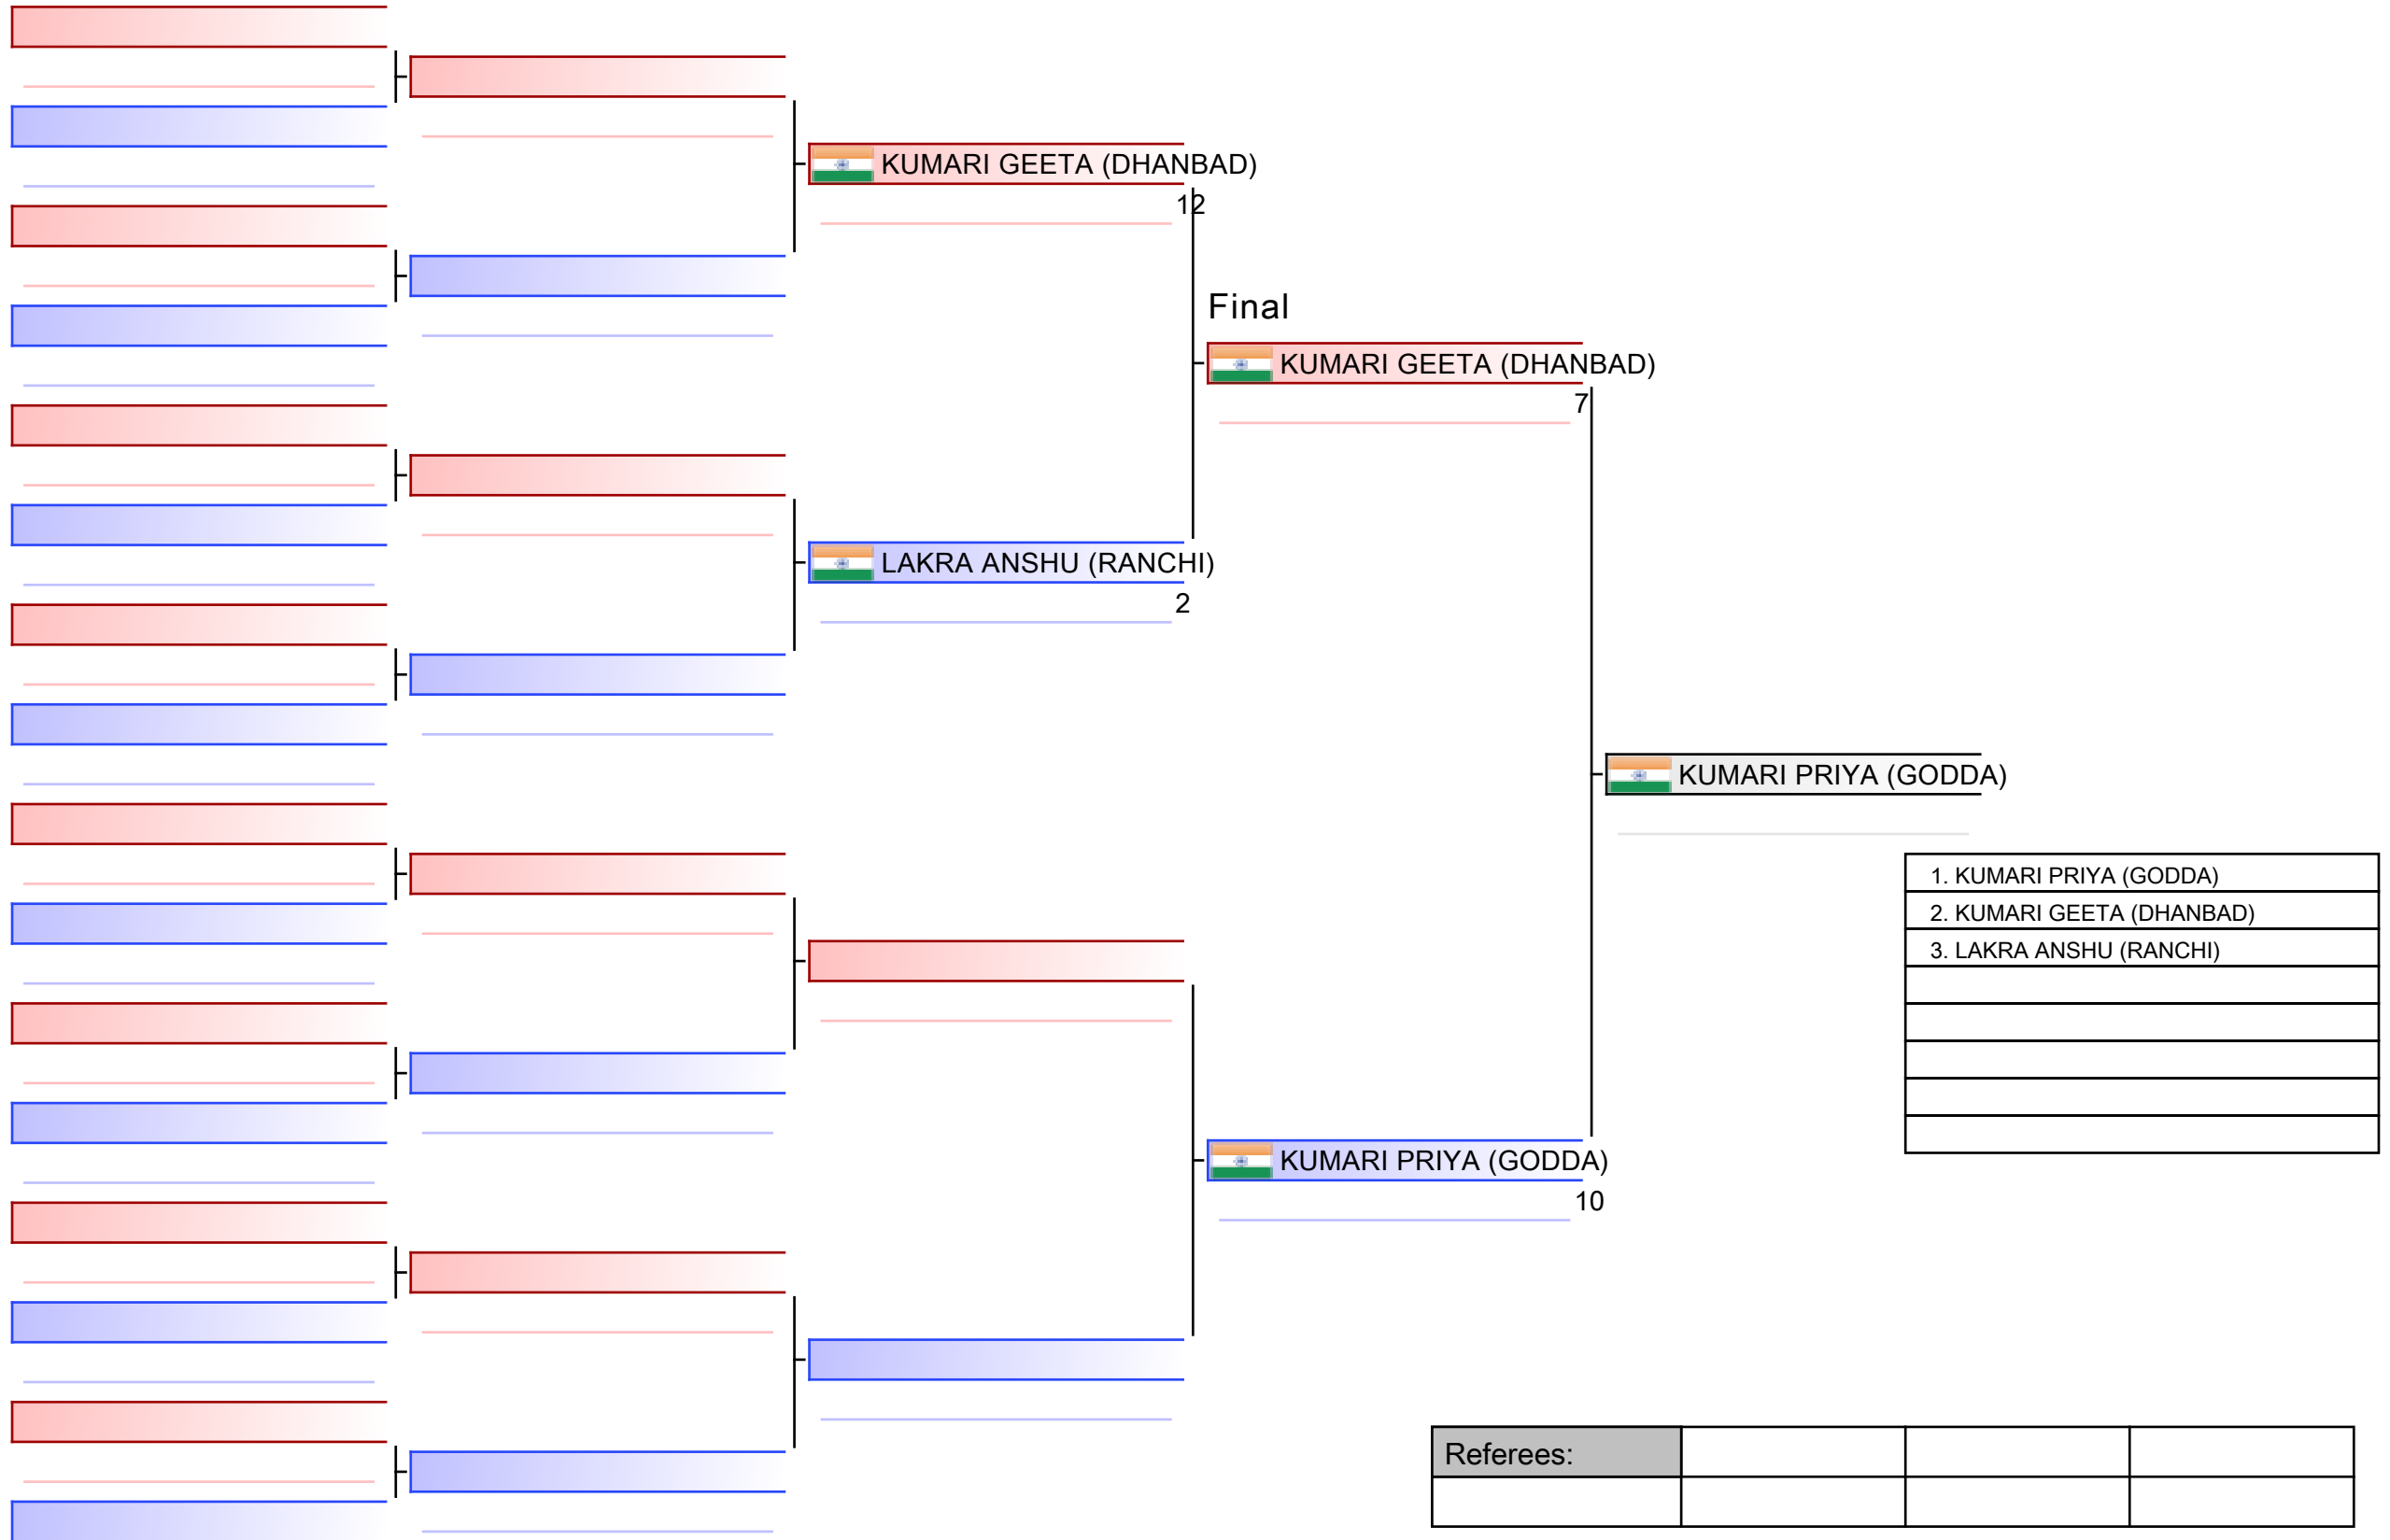 KUMARI GEETA (DHANBAD)
12
Final
KUMARI GEETA (DHANBAD)
7
LAKRA ANSHU (RANCHI)
2
KUMARI PRIYA (GODDA)
1. KUMARI PRIYA (GODDA)
2. KUMARI GEETA (DHANBAD)
3. LAKRA ANSHU (RANCHI)
KUMARI PRIYA (GODDA)
10
Referees: